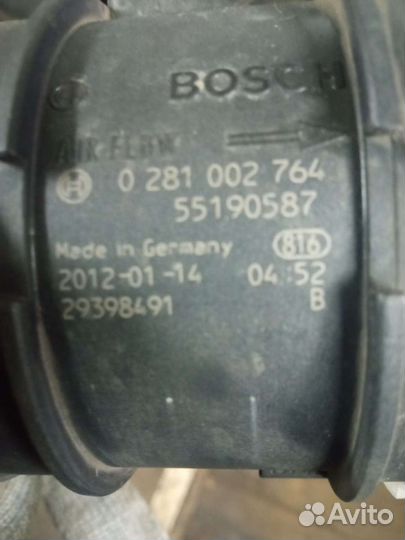 BOSCH
AIR FLOW
0 281 002 764
55190587
Made in Germany 816
2012-01-14 04:52
29398491 B
Avito